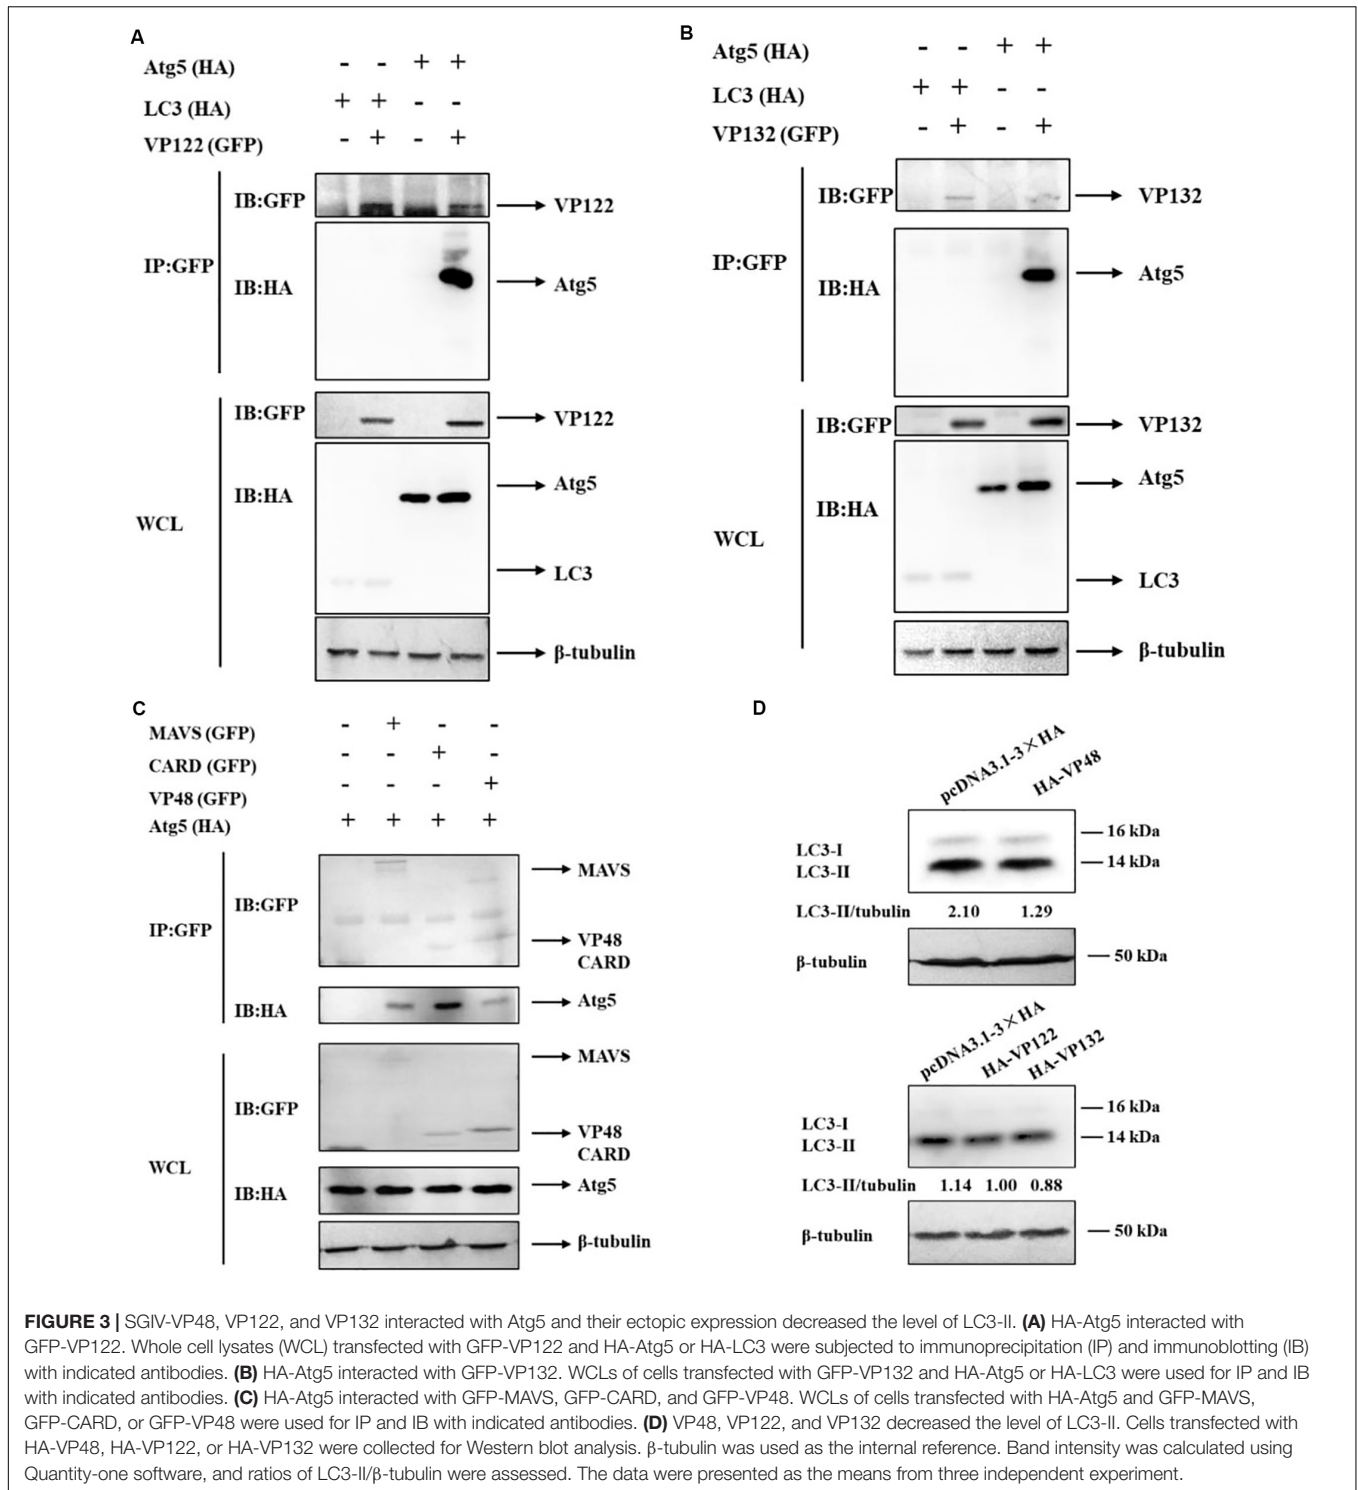 A
Atg5 (HA) - - + +
LC3 (HA) + + - -
VP122 (GFP) - + - +
IP:GFP
IB:GFP → VP122
IB:HA → Atg5
WCL
IB:GFP → VP122
IB:HA → Atg5
→ LC3
→ β-tubulin
B
Atg5 (HA) - - + +
LC3 (HA) + + - -
VP132 (GFP) - + - +
IP:GFP
IB:GFP → VP132
IB:HA → Atg5
WCL
IB:GFP → VP132
IB:HA → Atg5
→ LC3
→ β-tubulin
C
MAVS (GFP) - + - -
CARD (GFP) - - + -
VP48 (GFP) - - - +
Atg5 (HA) + + + +
IP:GFP
IB:GFP → MAVS
→ VP48
CARD
IB:HA → Atg5
WCL
IB:GFP → MAVS
→ VP48
CARD
IB:HA → Atg5
→ β-tubulin
D
pcDNA3.1-3×HA HA-VP48
LC3-I — 16 kDa
LC3-II — 14 kDa
LC3-II/tubulin 2.10 1.29
β-tubulin — 50 kDa
pcDNA3.1-3×HA HA-VP122 HA-VP132
LC3-I — 16 kDa
LC3-II — 14 kDa
LC3-II/tubulin 1.14 1.00 0.88
β-tubulin — 50 kDa
FIGURE 3 | SGIV-VP48, VP122, and VP132 interacted with Atg5 and their ectopic expression decreased the level of LC3-II. (A) HA-Atg5 interacted with
GFP-VP122. Whole cell lysates (WCL) transfected with GFP-VP122 and HA-Atg5 or HA-LC3 were subjected to immunoprecipitation (IP) and immunoblotting (IB)
with indicated antibodies. (B) HA-Atg5 interacted with GFP-VP132. WCLs of cells transfected with GFP-VP132 and HA-Atg5 or HA-LC3 were used for IP and IB
with indicated antibodies. (C) HA-Atg5 interacted with GFP-MAVS, GFP-CARD, and GFP-VP48. WCLs of cells transfected with HA-Atg5 and GFP-MAVS,
GFP-CARD, or GFP-VP48 were used for IP and IB with indicated antibodies. (D) VP48, VP122, and VP132 decreased the level of LC3-II. Cells transfected with
HA-VP48, HA-VP122, or HA-VP132 were collected for Western blot analysis. β-tubulin was used as the internal reference. Band intensity was calculated using
Quantity-one software, and ratios of LC3-II/β-tubulin were assessed. The data were presented as the means from three independent experiment.